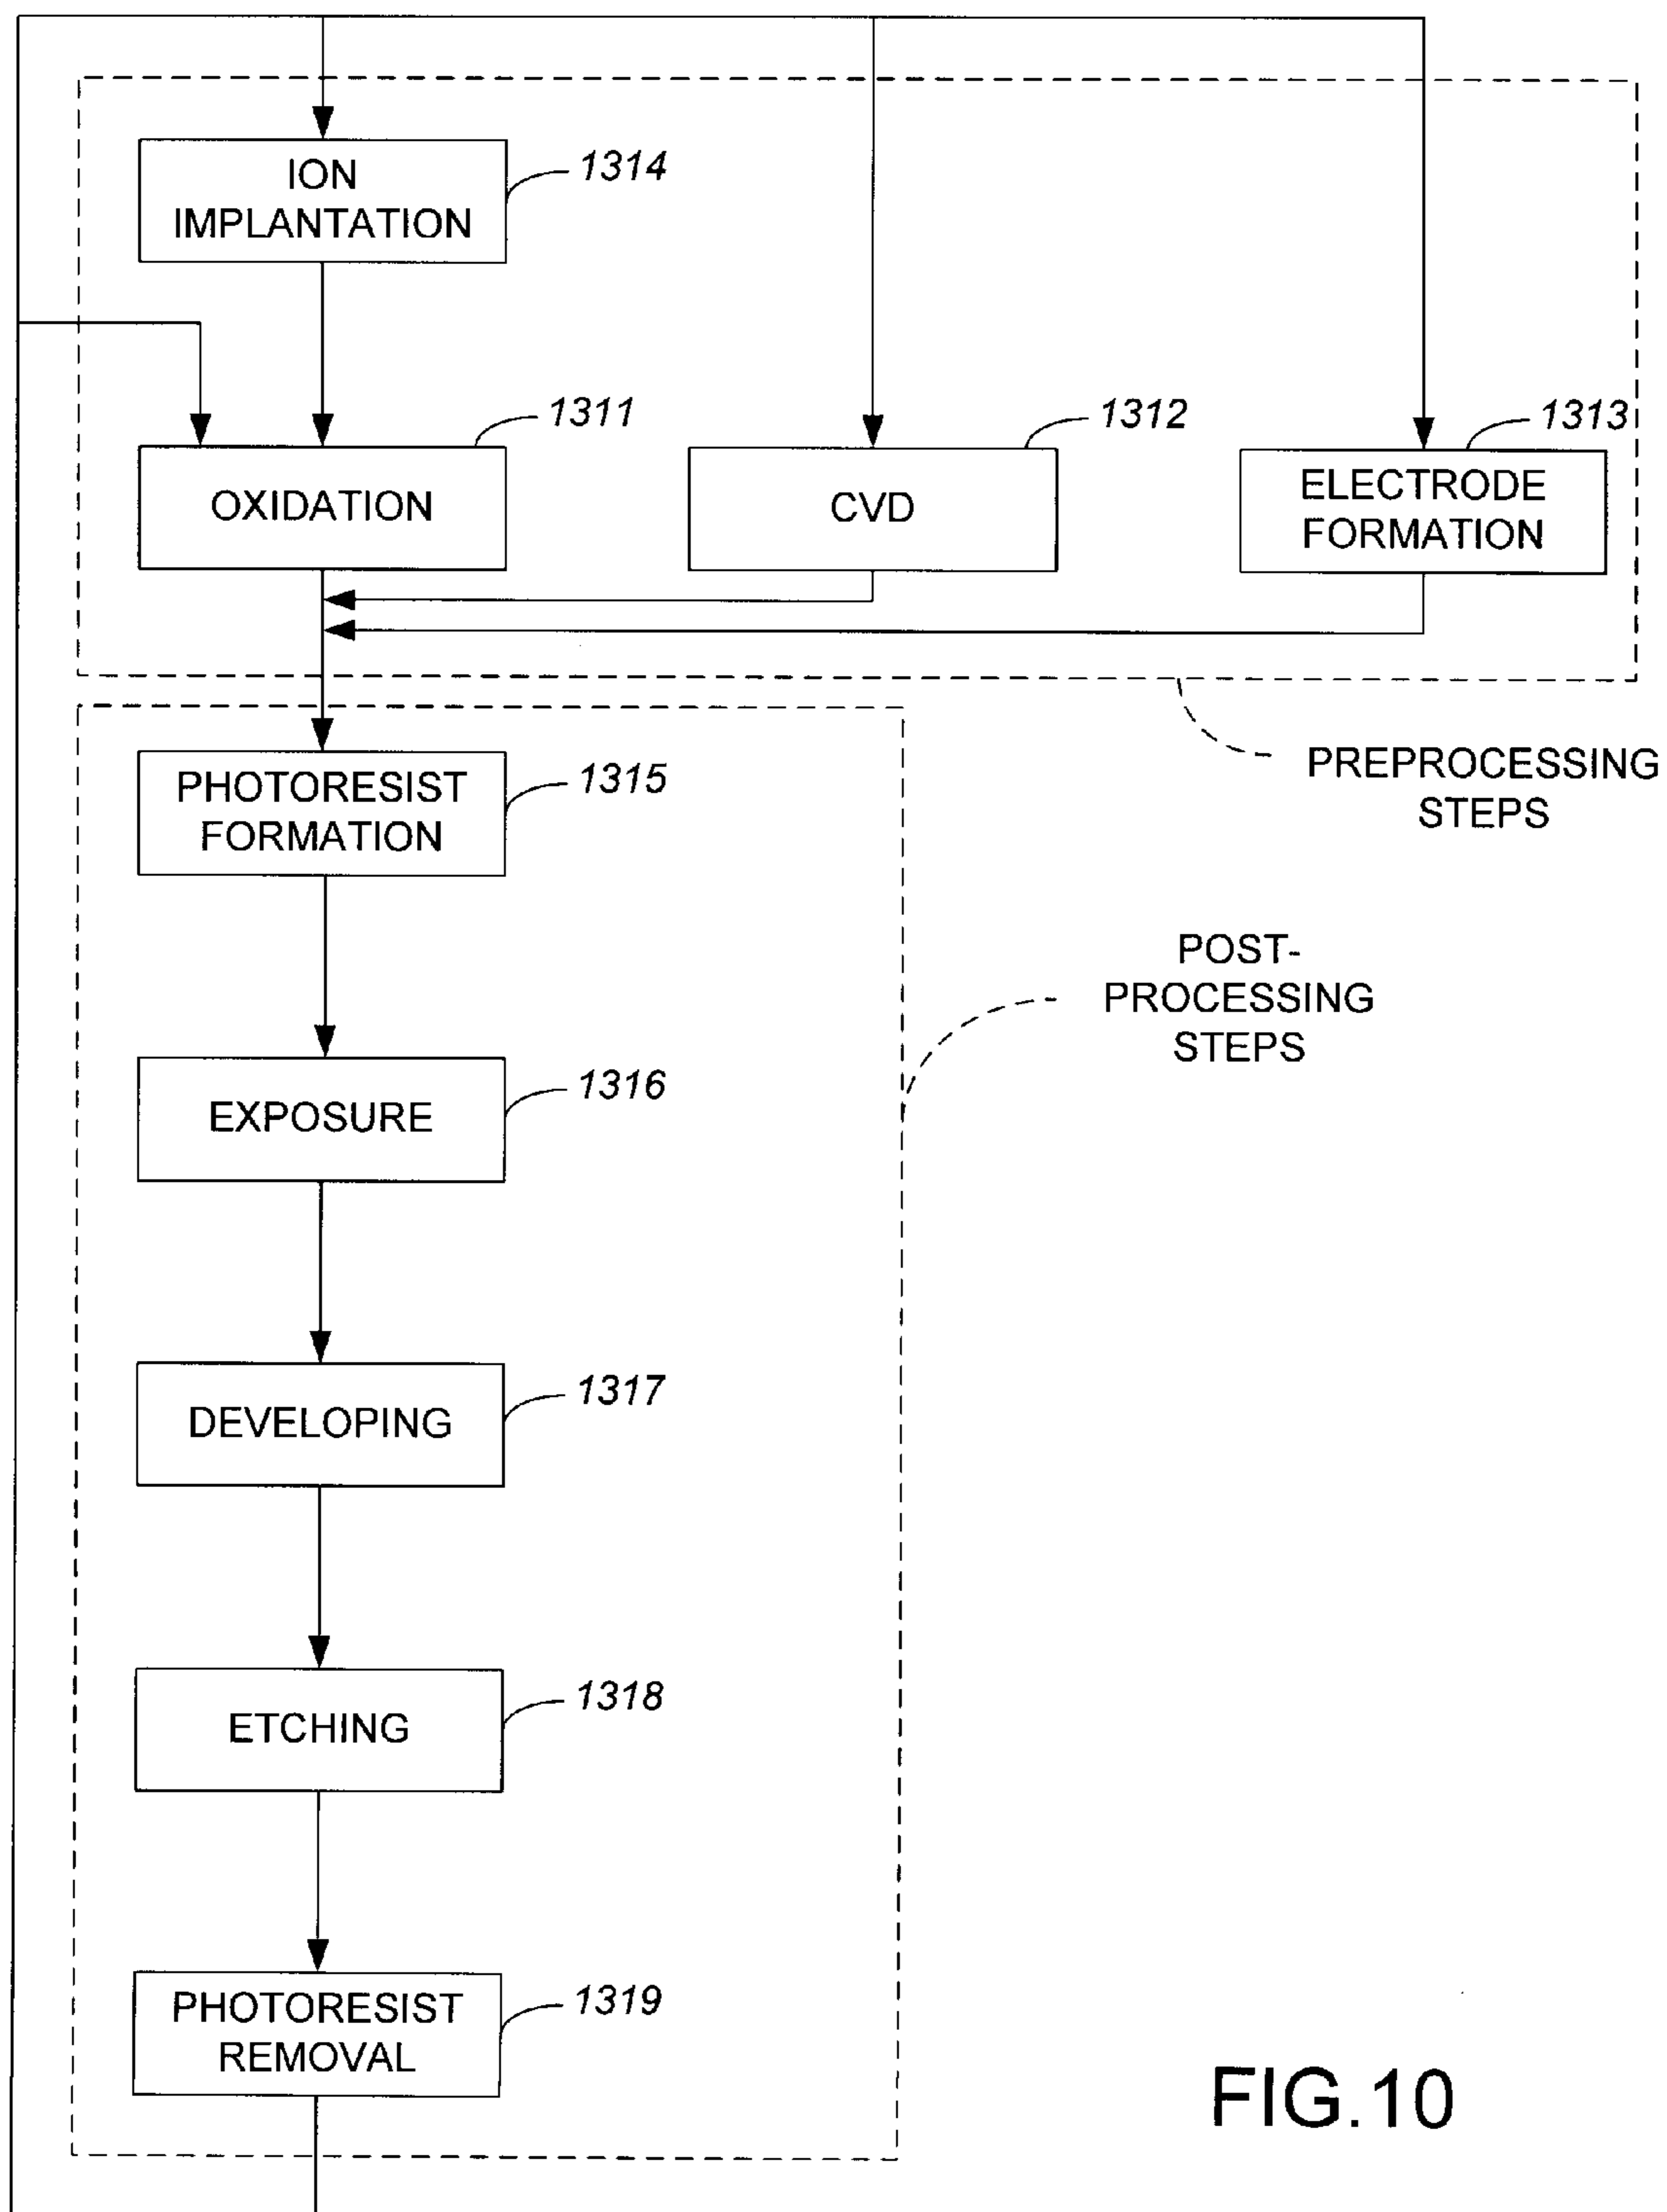 ION
IMPLANTATION
1314
1311
1312
1313
OXIDATION
CVD
ELECTRODE
FORMATION
PREPROCESSING
STEPS
PHOTORESIST
FORMATION
1315
POST-
PROCESSING
STEPS
EXPOSURE
1316
DEVELOPING
1317
ETCHING
1318
PHOTORESIST
REMOVAL
1319
FIG.10